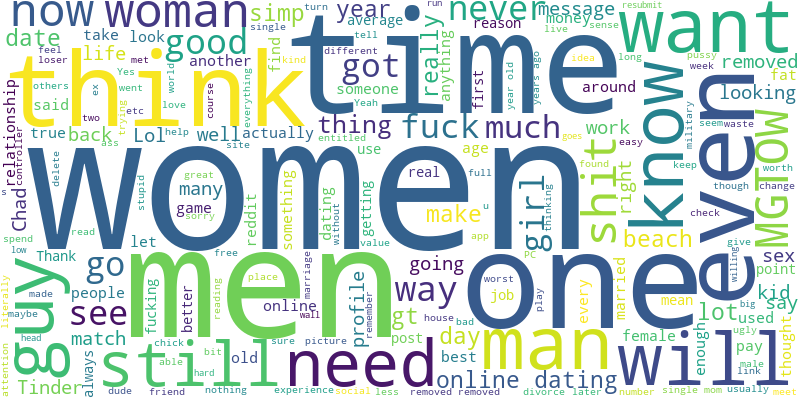 now woman simp year never message want
turn single run resubmit
average reason money live sense
take look tell different kind idea long
date life good another find got someone really anything first year old years ago around pussy week removed looking fat
feel loser met
others Yes went world course everything
said think time
ex love trying etc
relationship true back Lol well actually thing fuck much work
controller two ass help site entitled use age
s delete stupid great sorry many game reddit something without dating getting real value full thinking app u found goes easy military seem waste keep though worth change
Chad women men one even know shit right girl make MGTOW
spend low read let free beach check give sex
Thank go people fucking better online place marriage wall remember profile way going PC worst job play every married mean point kid
guy see reading gt house day post female lot used say
made literally maybe head match chick bit able hard sure picture bad best man will enough pay willing big ugly male link thought
attention Tinder always still old need online dating
dude friend nothing experience social less removed removed divorce later number single mom usually meet